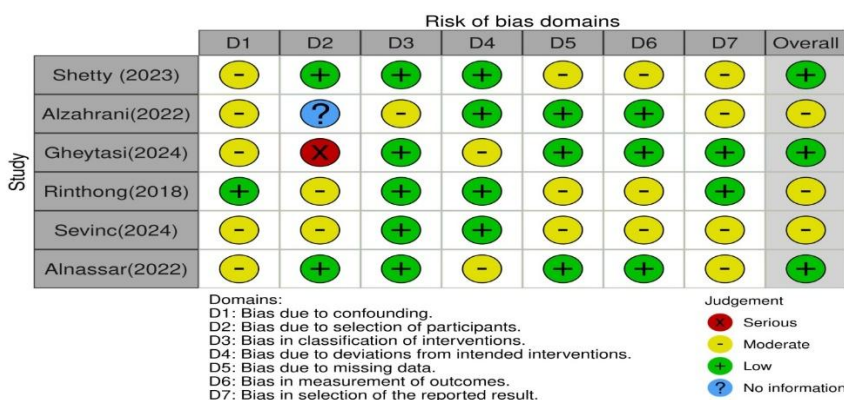 Risk of bias domains
D1 D2 D3 D4 D5 D6 D7 Overall
Study
Shetty (2023) - + + + - - - +
Alzahrani(2022) - ? - + + + - -
Gheytasi(2024) - X + - + + + +
Rinthong(2018) + - + + - - + -
Sevinc(2024) - - + + - - - -
Alnassar(2022) - + + - + + - +
Domains:
D1: Bias due to confounding.
D2: Bias due to selection of participants.
D3: Bias in classification of interventions.
D4: Bias due to deviations from intended interventions.
D5: Bias due to missing data.
D6: Bias in measurement of outcomes.
D7: Bias in selection of the reported result.
Judgement
X Serious
- Moderate
+ Low
? No information